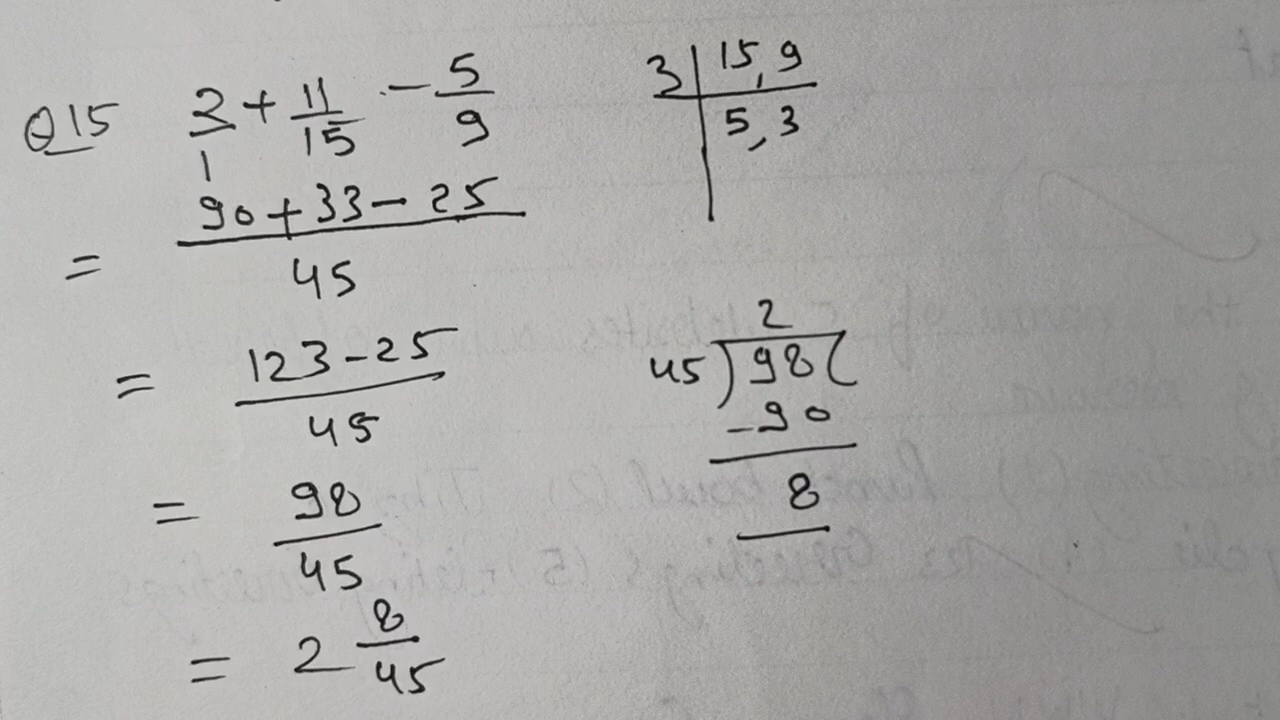 Q15 2/1 + 11/15 - 5/9
= 90 + 33 - 25 / 45
= 123 - 25 / 45
= 98/45
= 2 8/45
3 | 15, 9
5, 3
2
45 ) 98 (
- 90
8